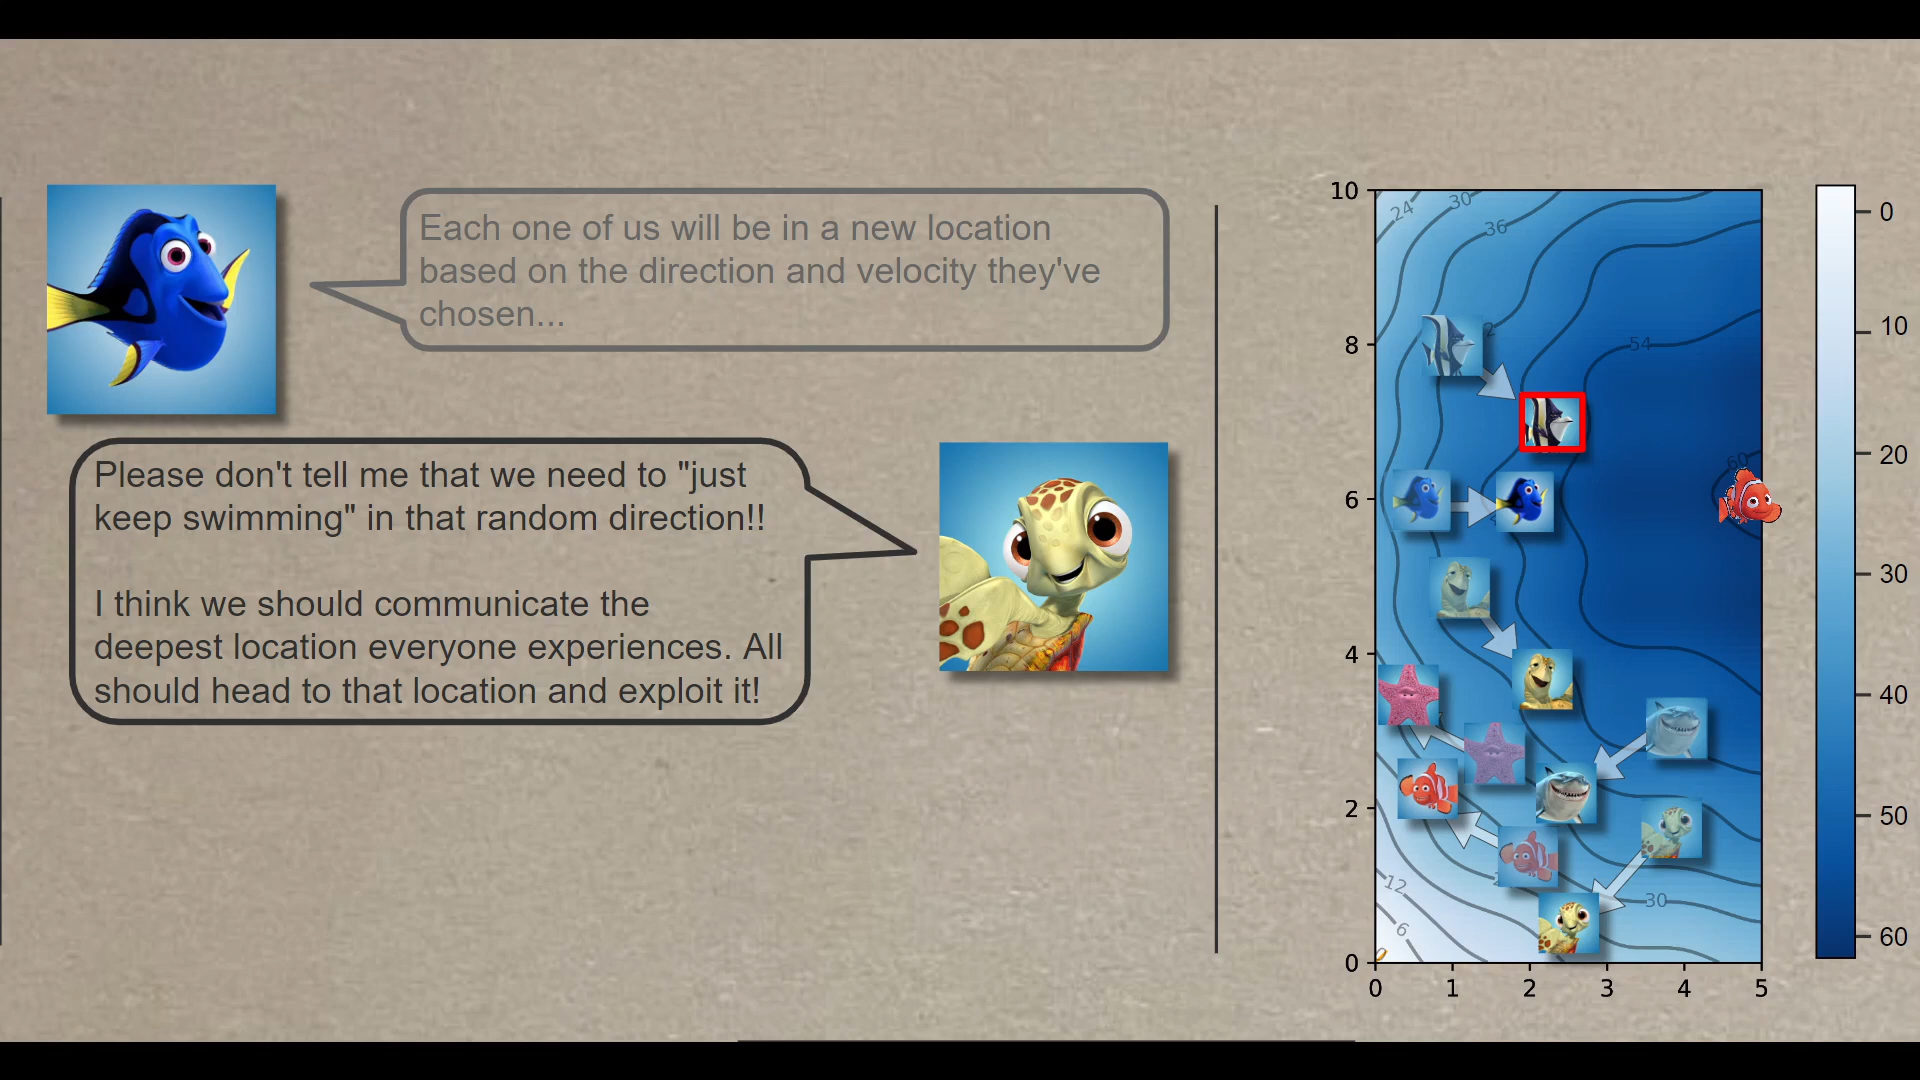 Each one of us will be in a new location
based on the direction and velocity they've
chosen...
Please don't tell me that we need to "just
keep swimming" in that random direction!!
I think we should communicate the
deepest location everyone experiences. All
should head to that location and exploit it!
10
8
6
4
2
0
0 1 2 3 4 5
24
30
36
54
60
12
6
0
30
0
10
20
30
40
50
60